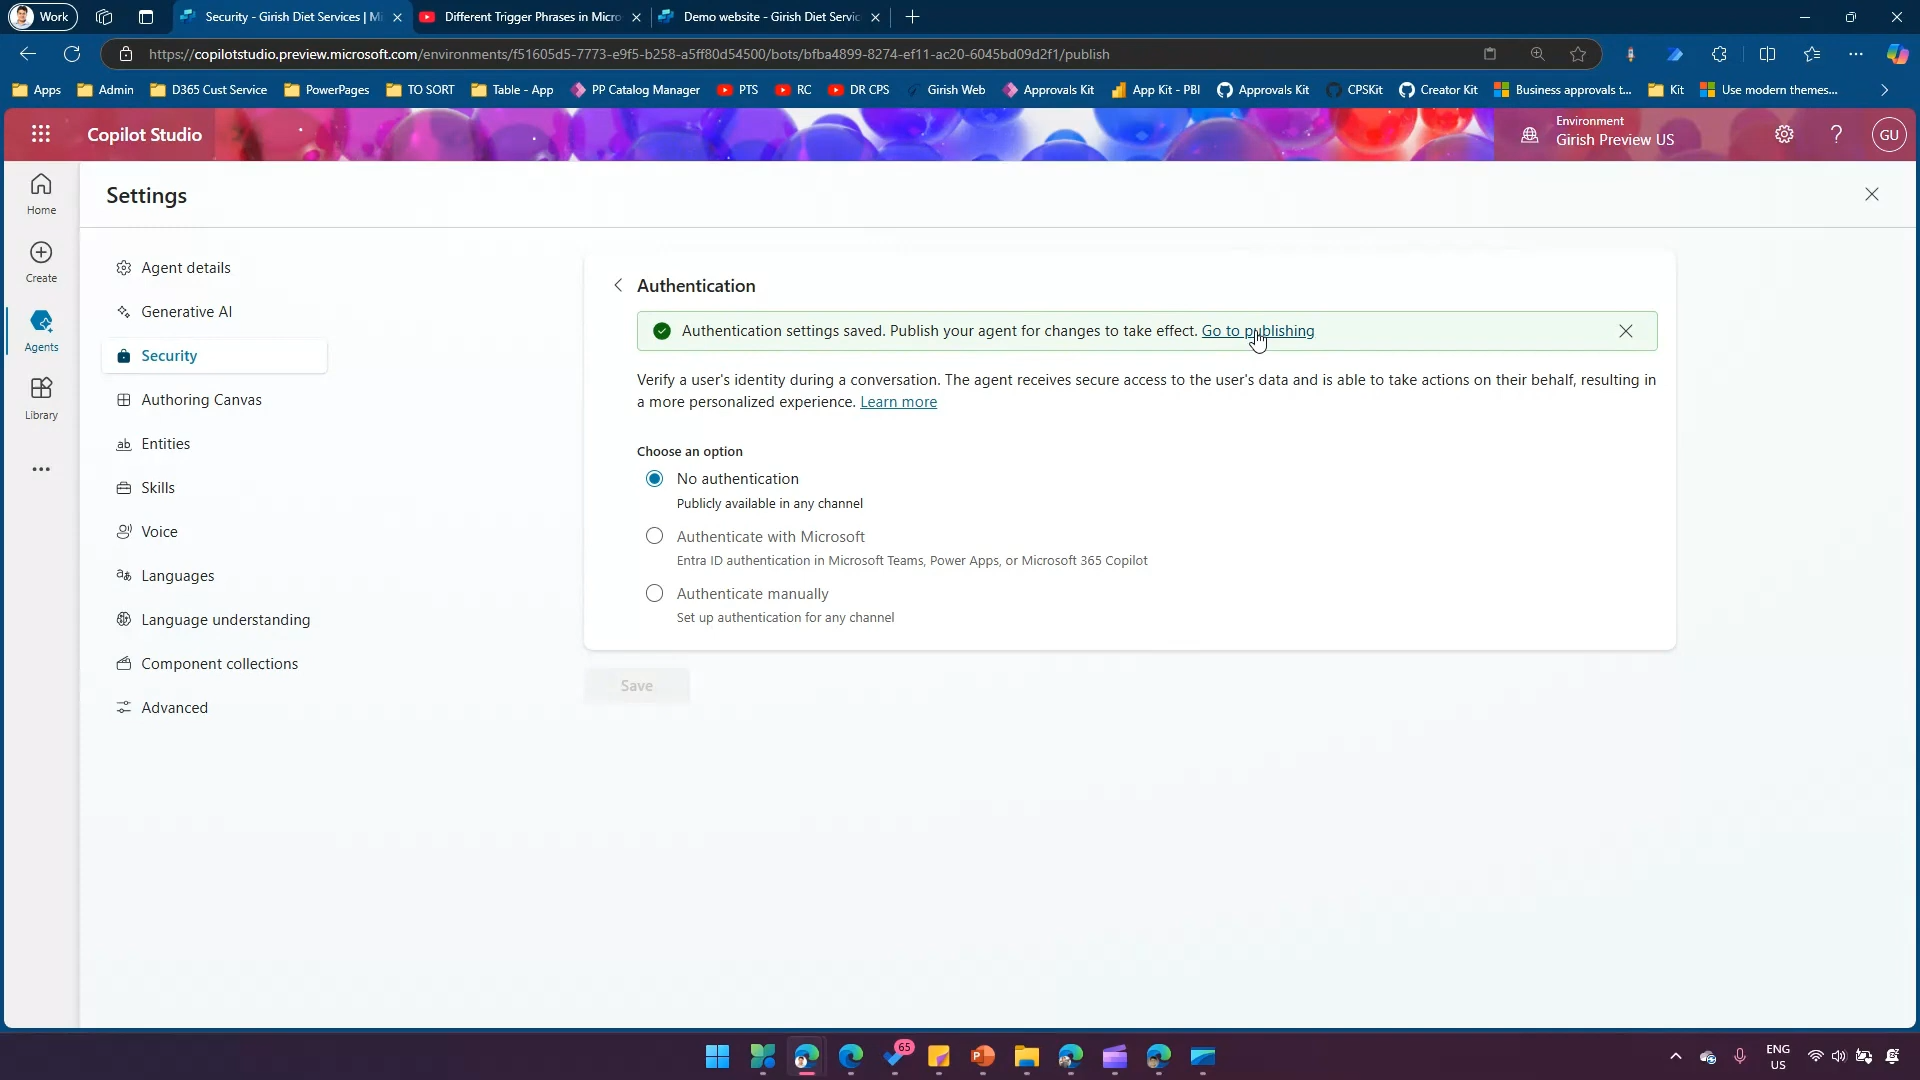 Work
Security - Girish Diet Services | Mi
Different Trigger Phrases in Micro
Demo website - Girish Diet Servic
https://copilotstudio.preview.microsoft.com/environments/f51605d5-7773-e9f5-b258-a5ff80d54500/bots/bfba4899-8274-ef11-ac20-6045bd09d2f1/publish
Apps
Admin
D365 Cust Service
PowerPages
TO SORT
Table - App
PP Catalog Manager
PTS
RC
DR CPS
Girish Web
Approvals Kit
App Kit - PBI
Approvals Kit
CPSKit
Creator Kit
Business approvals t...
Kit
Use modern themes...
Copilot Studio
Environment
Girish Preview US
GU
Home
Create
Agents
Library
Settings
Agent details
Generative AI
Security
Authoring Canvas
Entities
Skills
Voice
Languages
Language understanding
Component collections
Advanced
Authentication
Authentication settings saved. Publish your agent for changes to take effect. Go to publishing
Verify a user's identity during a conversation. The agent receives secure access to the user's data and is able to take actions on their behalf, resulting in
a more personalized experience. Learn more
Choose an option
No authentication
Publicly available in any channel
Authenticate with Microsoft
Entra ID authentication in Microsoft Teams, Power Apps, or Microsoft 365 Copilot
Authenticate manually
Set up authentication for any channel
Save
65
ENG
US